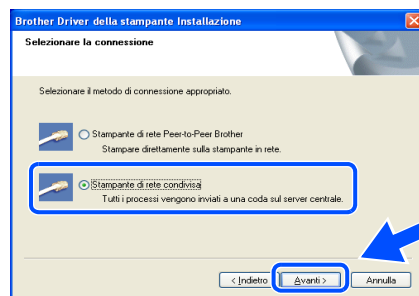 Brother Driver della stampante Installazione
Selezionare la connessione
Selezionare il metodo di connessione appropriato.
Stampante di rete Peer-to-Peer Brother
Stampare direttamente sulla stampante in rete.
Stampante di rete condivisa
Tutti i processi vengono inviati a una coda sul server centrale.
< Indietro Avanti > Annulla